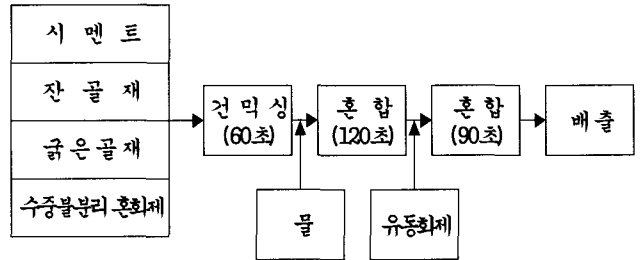 시 멘 트
잔 골 재
굵 은 골 재
수중불분리 혼화제
건 믹 싱
(60초)
혼 합
(120초)
혼 합
(90초)
배 출
물
유동화제